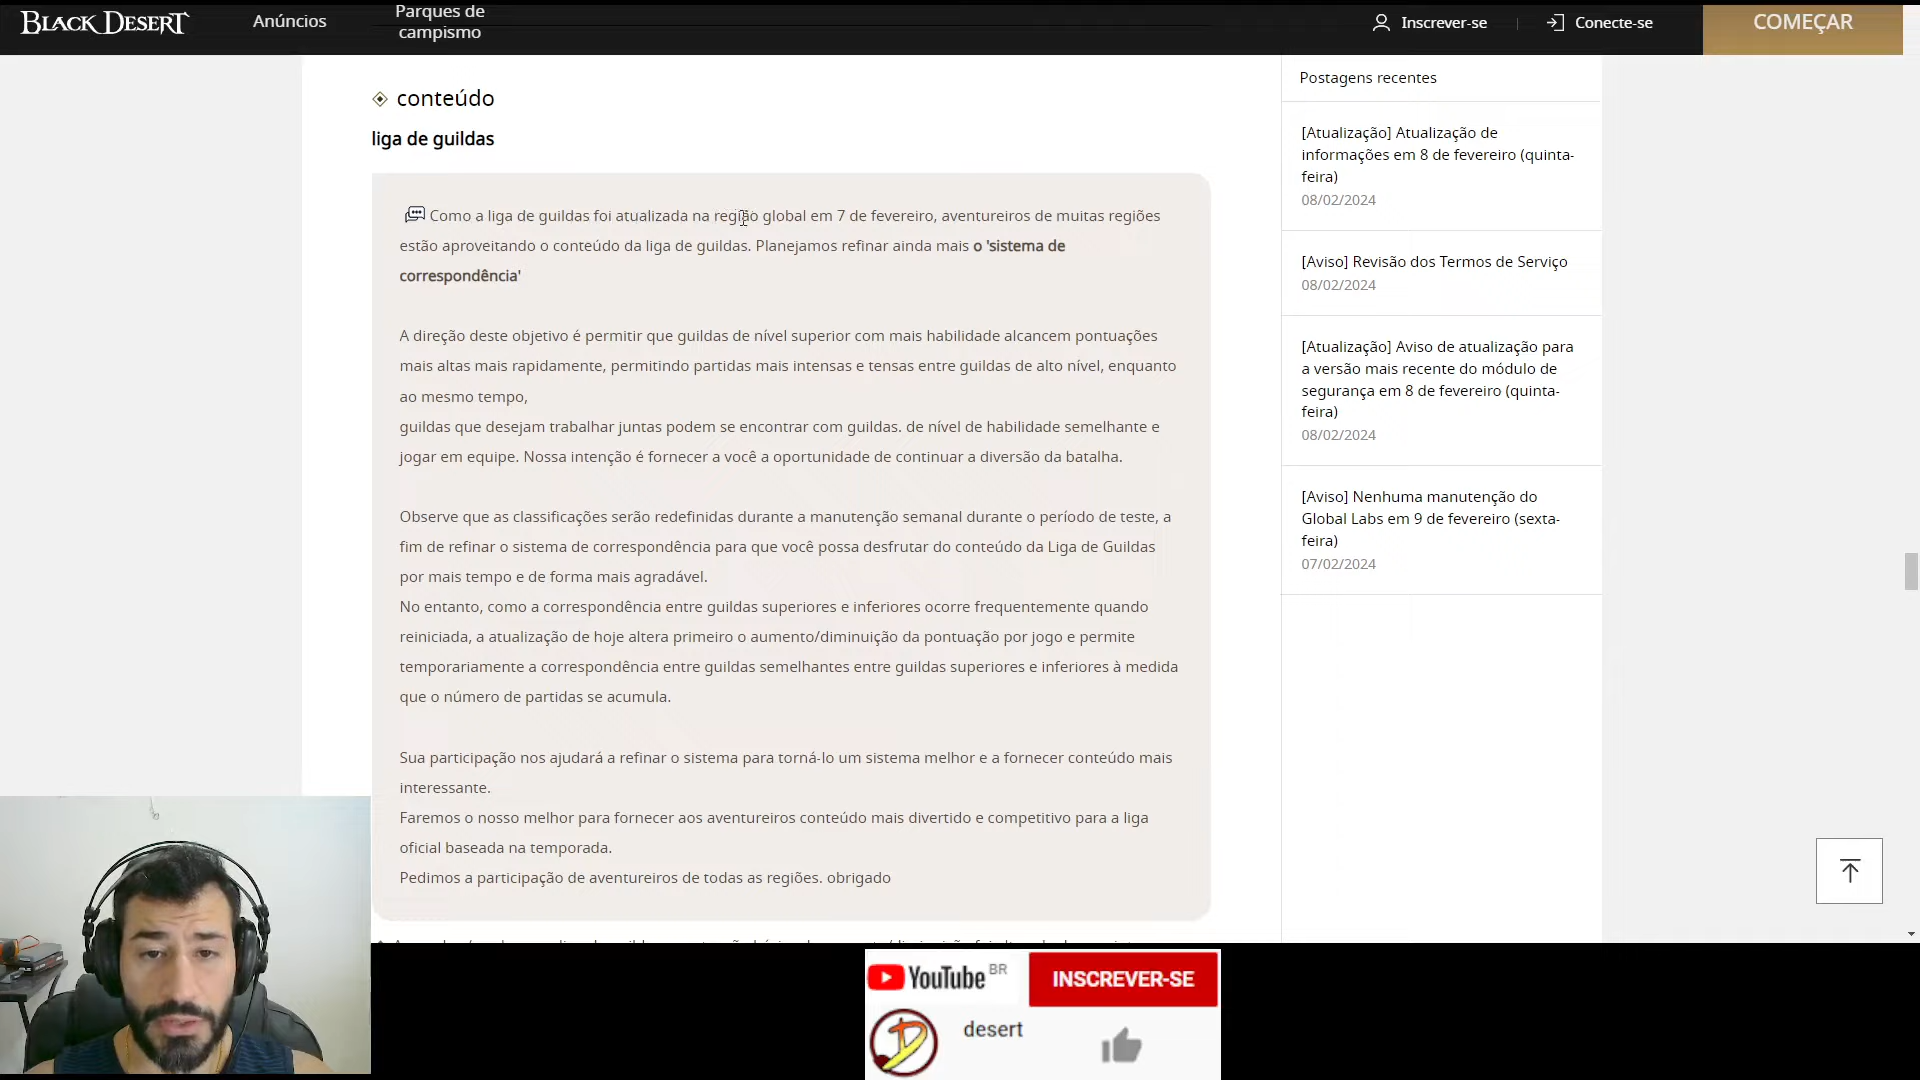 BLACK DESERT
Anúncios
Parques de
campismo
Inscrever-se
Conecte-se
COMEÇAR
conteúdo
liga de guildas
Como a liga de guildas foi atualizada na região global em 7 de fevereiro, aventureiros de muitas regiões
estão aproveitando o conteúdo da liga de guildas. Planejamos refinar ainda mais o 'sistema de
correspondência'
A direção deste objetivo é permitir que guildas de nível superior com mais habilidade alcancem pontuações
mais altas mais rapidamente, permitindo partidas mais intensas e tensas entre guildas de alto nível, enquanto
ao mesmo tempo,
guildas que desejam trabalhar juntas podem se encontrar com guildas. de nível de habilidade semelhante e
jogar em equipe. Nossa intenção é fornecer a você a oportunidade de continuar a diversão da batalha.
Observe que as classificações serão redefinidas durante a manutenção semanal durante o período de teste, a
fim de refinar o sistema de correspondência para que você possa desfrutar do conteúdo da Liga de Guildas
por mais tempo e de forma mais agradável.
No entanto, como a correspondência entre guildas superiores e inferiores ocorre frequentemente quando
reiniciada, a atualização de hoje altera primeiro o aumento/diminuição da pontuação por jogo e permite
temporariamente a correspondência entre guildas semelhantes entre guildas superiores e inferiores à medida
que o número de partidas se acumula.
Sua participação nos ajudará a refinar o sistema para torná-lo um sistema melhor e a fornecer conteúdo mais
interessante.
Faremos o nosso melhor para fornecer aos aventureiros conteúdo mais divertido e competitivo para a liga
oficial baseada na temporada.
Pedimos a participação de aventureiros de todas as regiões. obrigado
Postagens recentes
[Atualização] Atualização de
informações em 8 de fevereiro (quinta-
feira)
08/02/2024
[Aviso] Revisão dos Termos de Serviço
08/02/2024
[Atualização] Aviso de atualização para
a versão mais recente do módulo de
segurança em 8 de fevereiro (quinta-
feira)
08/02/2024
[Aviso] Nenhuma manutenção do
Global Labs em 9 de fevereiro (sexta-
feira)
07/02/2024
YouTube BR
INSCREVER-SE
desert